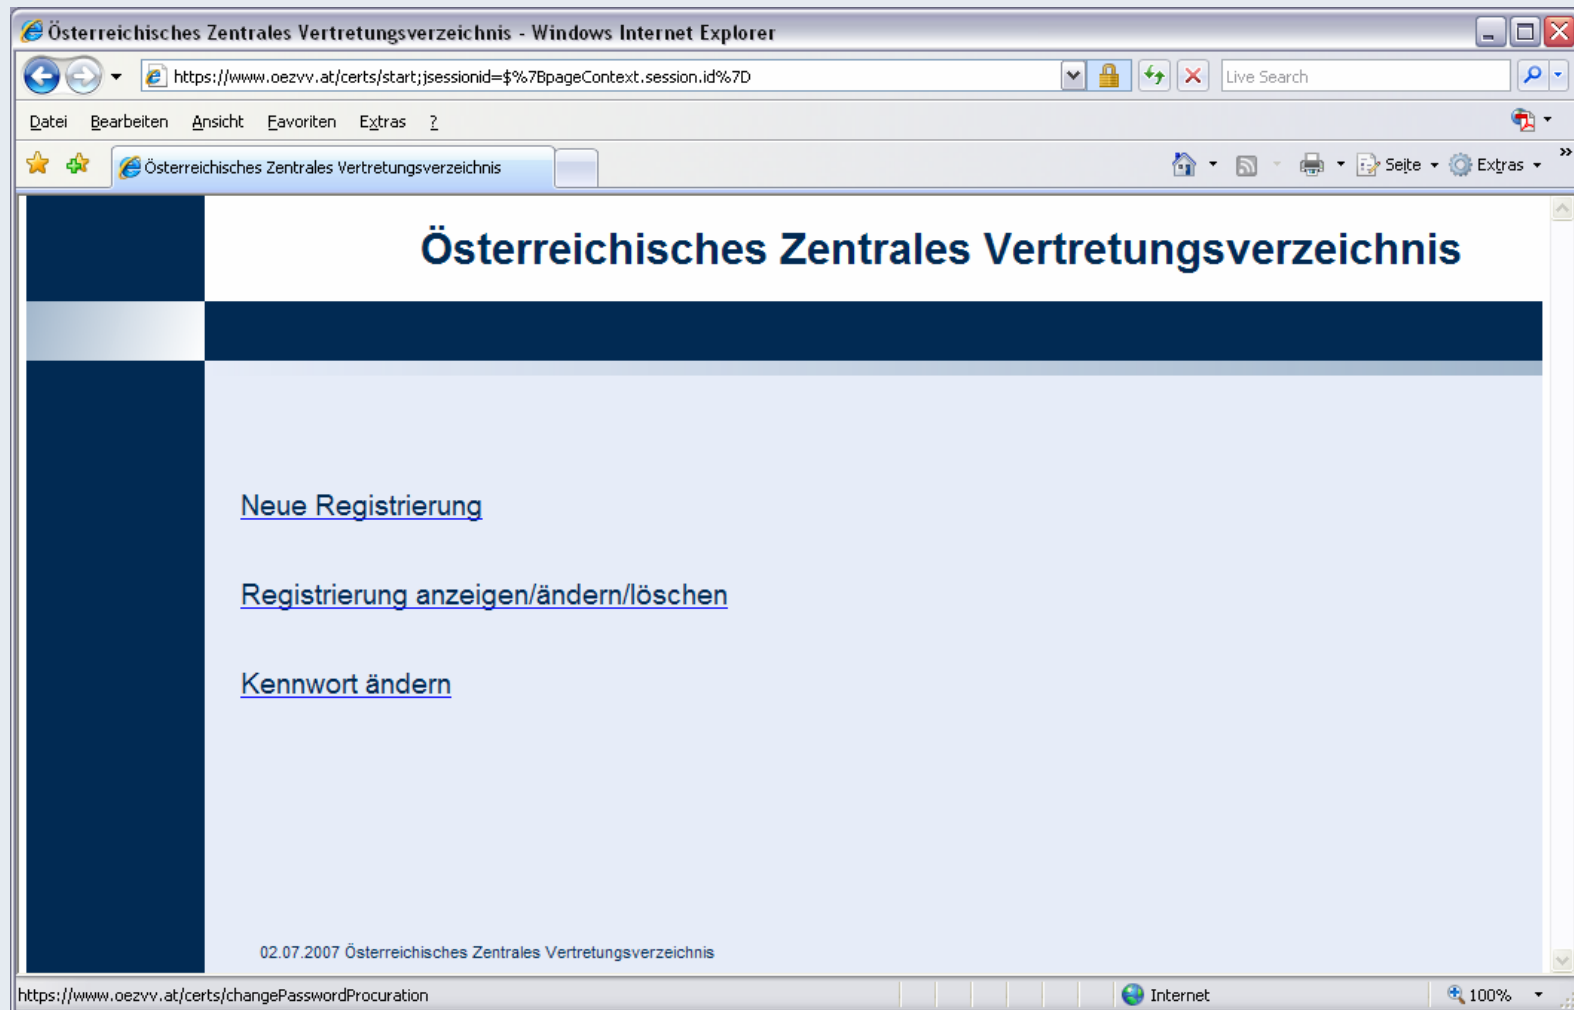 Österreichisches Zentrales Vertretungsverzeichnis - Windows Internet Explorer
https://www.oezvv.at/certs/start;jsessionid=$%7BpageContext.session.id%7D
Live Search
Datei Bearbeiten Ansicht Favoriten Extras ?
Österreichisches Zentrales Vertretungsverzeichnis
Seite Extras »
Österreichisches Zentrales Vertretungsverzeichnis
Neue Registrierung
Registrierung anzeigen/ändern/löschen
Kennwort ändern
02.07.2007 Österreichisches Zentrales Vertretungsverzeichnis
https://www.oezvv.at/certs/changePasswordProcuration Internet 100%